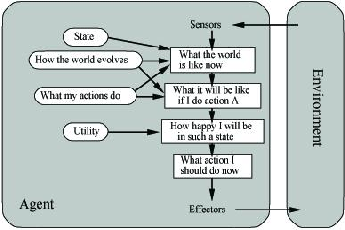 Sensors
State
How the world evolves
What my actions do
Utility
What the world
is like now
What it will be like
if I do action A
How happy I will be
in such a state
What action I
should do now
Agent
Effectors
Environment